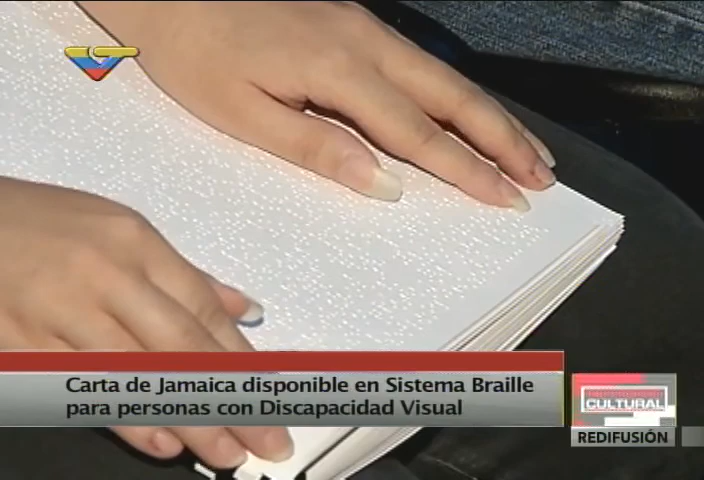 Carta de Jamaica disponible en Sistema Braille
para personas con Discapacidad Visual
CULTURAL
REDIFUSIÓN